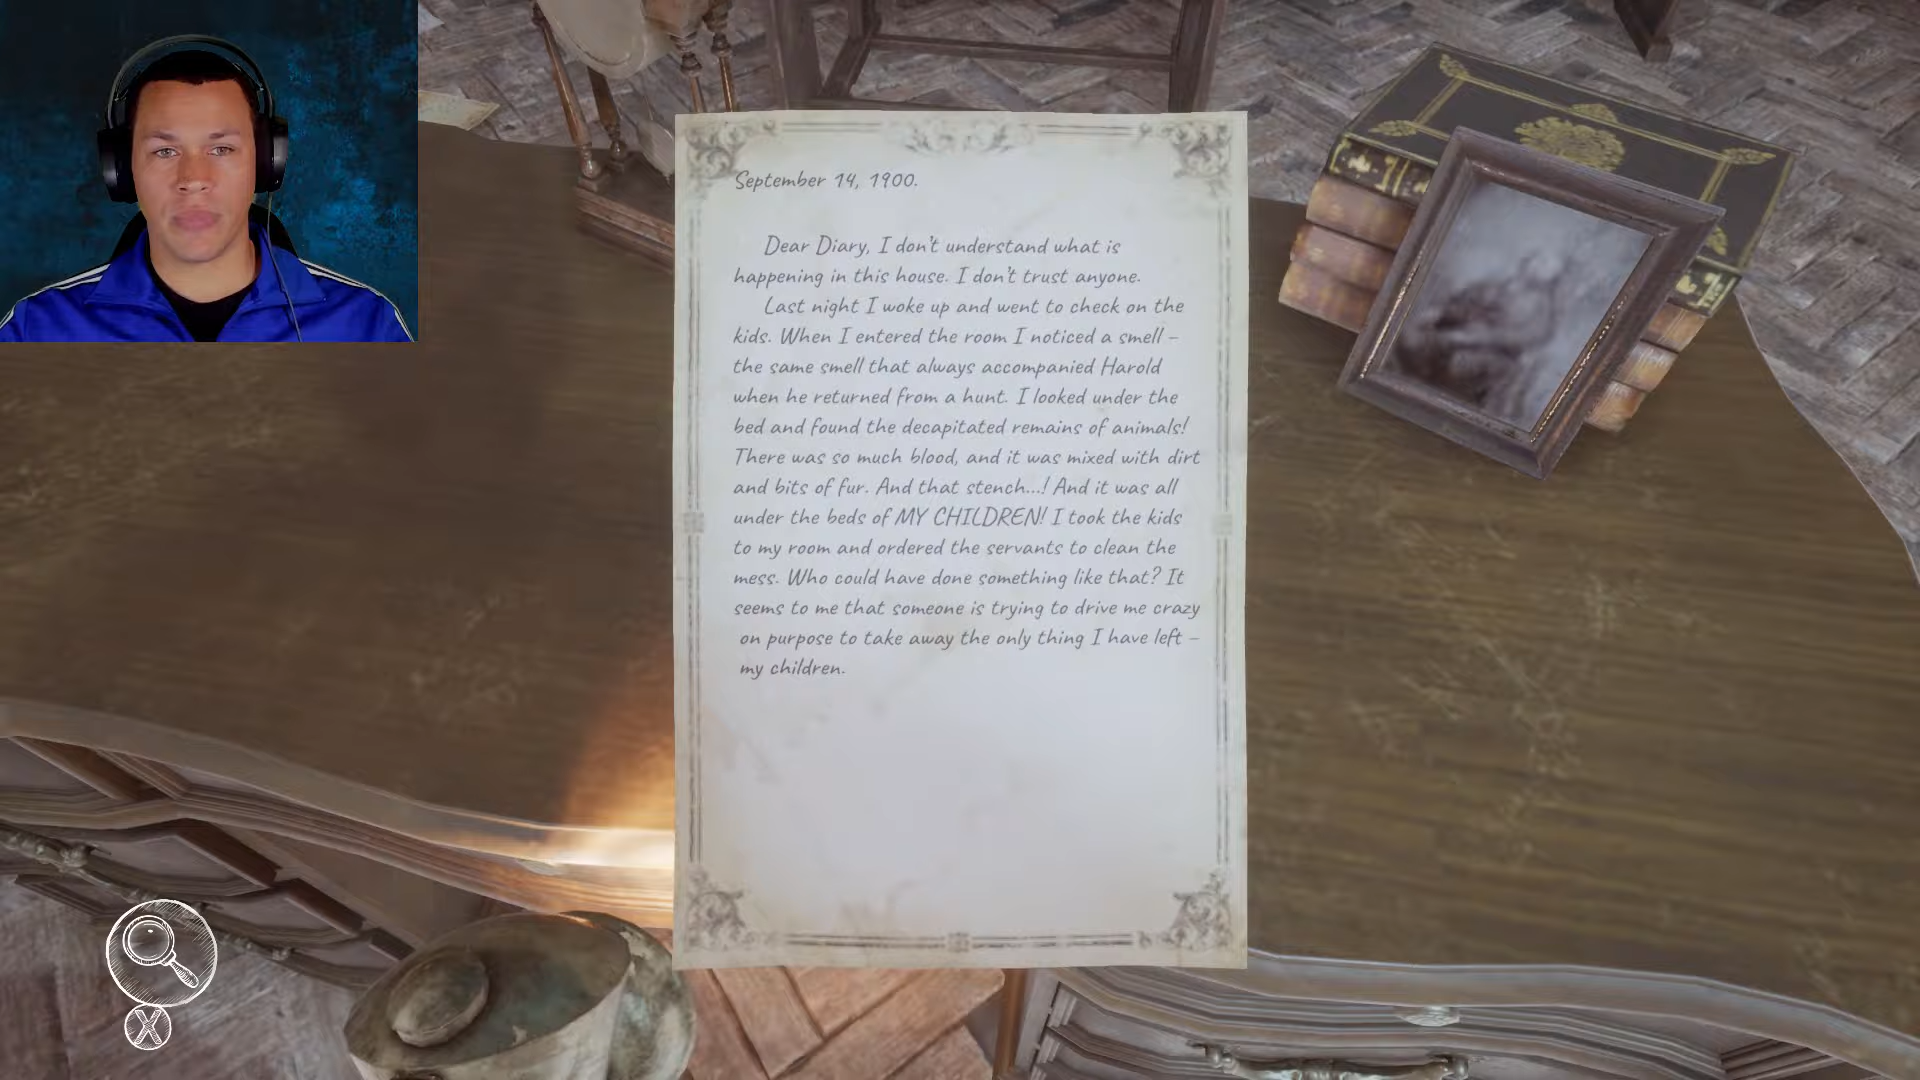 September 14, 1900.
Dear Diary, I don't understand what is
happening in this house. I don't trust anyone.
Last night I woke up and went to check on the
kids. When I entered the room I noticed a smell –
the same smell that always accompanied Harold
when he returned from a hunt. I looked under the
bed and found the decapitated remains of animals!
There was so much blood, and it was mixed with dirt
and bits of fur. And that stench...! And it was all
under the beds of MY CHILDREN! I took the kids
to my room and ordered the servants to clean the
mess. Who could have done something like that? It
seems to me that someone is trying to drive me crazy
on purpose to take away the only thing I have left –
my children.
X